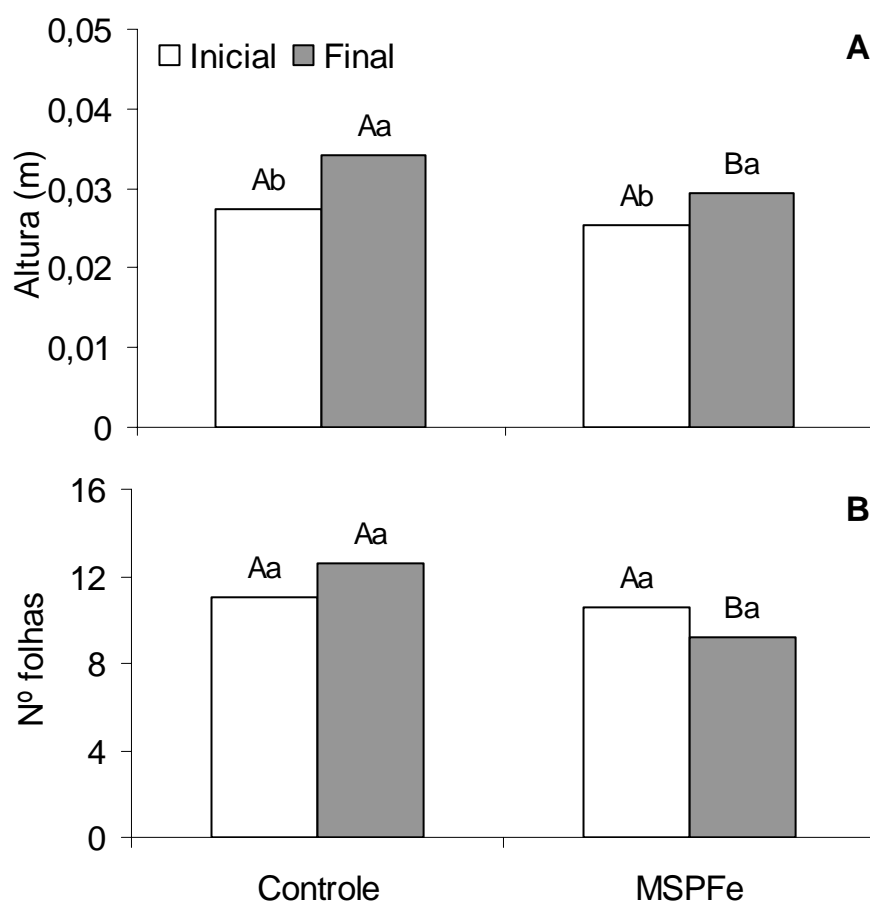 0,05
Inicial Final
A
0,04
Aa
Ab
Ab
Ba
0,03
0,02
0,01
0
Altura (m)
16
B
Aa
Aa
Aa
Ba
12
8
4
0
Nº folhas
Controle MSPFe